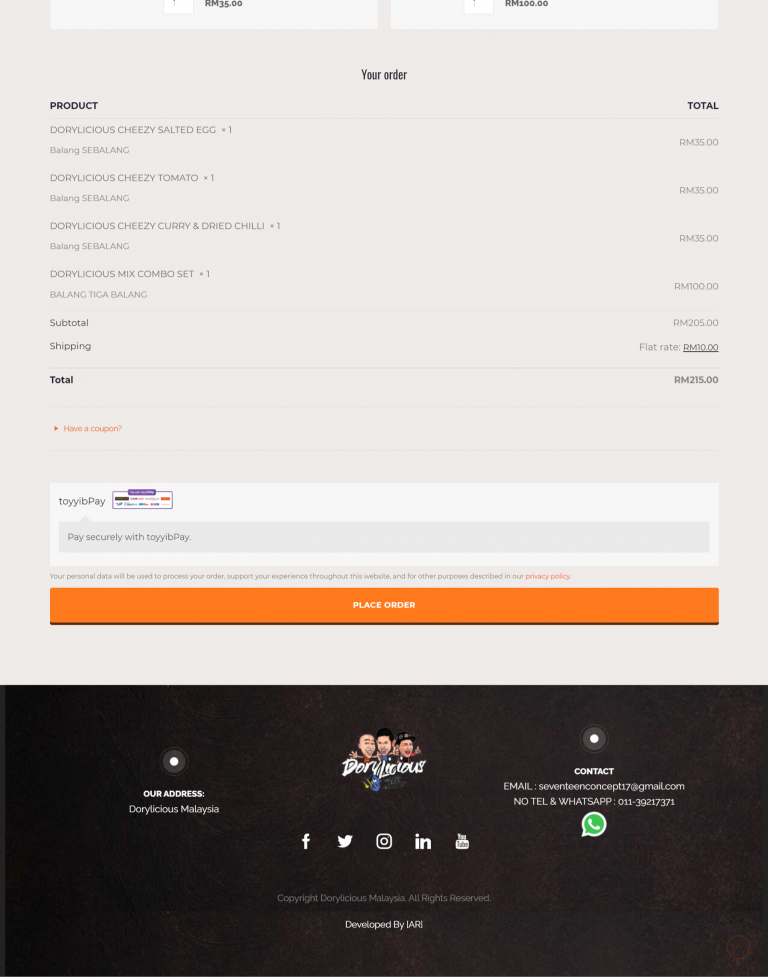 1 RM35.00 1 RM100.00
Your order
PRODUCT TOTAL
DORYLICIOUS CHEEZY SALTED EGG × 1
Balang SEBALANG
RM35.00
DORYLICIOUS CHEEZY TOMATO × 1
Balang SEBALANG
RM35.00
DORYLICIOUS CHEEZY CURRY & DRIED CHILLI × 1
Balang SEBALANG
RM35.00
DORYLICIOUS MIX COMBO SET × 1
BALANG TIGA BALANG
RM100.00
Subtotal RM205.00
Shipping Flat rate: RM10.00
Total RM215.00
Have a coupon?
toyyibPay
Pay securely with toyyibPay.
Your personal data will be used to process your order, support your experience throughout this website, and for other purposes described in our privacy policy.
PLACE ORDER
OUR ADDRESS:
Dorylicious Malaysia
Dorylicious
CONTACT
EMAIL : seventeenconcept17@gmail.com
NO TEL & WHATSAPP : 011-39217371
You Tube
Copyright Dorylicious Malaysia. All Rights Reserved.
Developed By |AR|